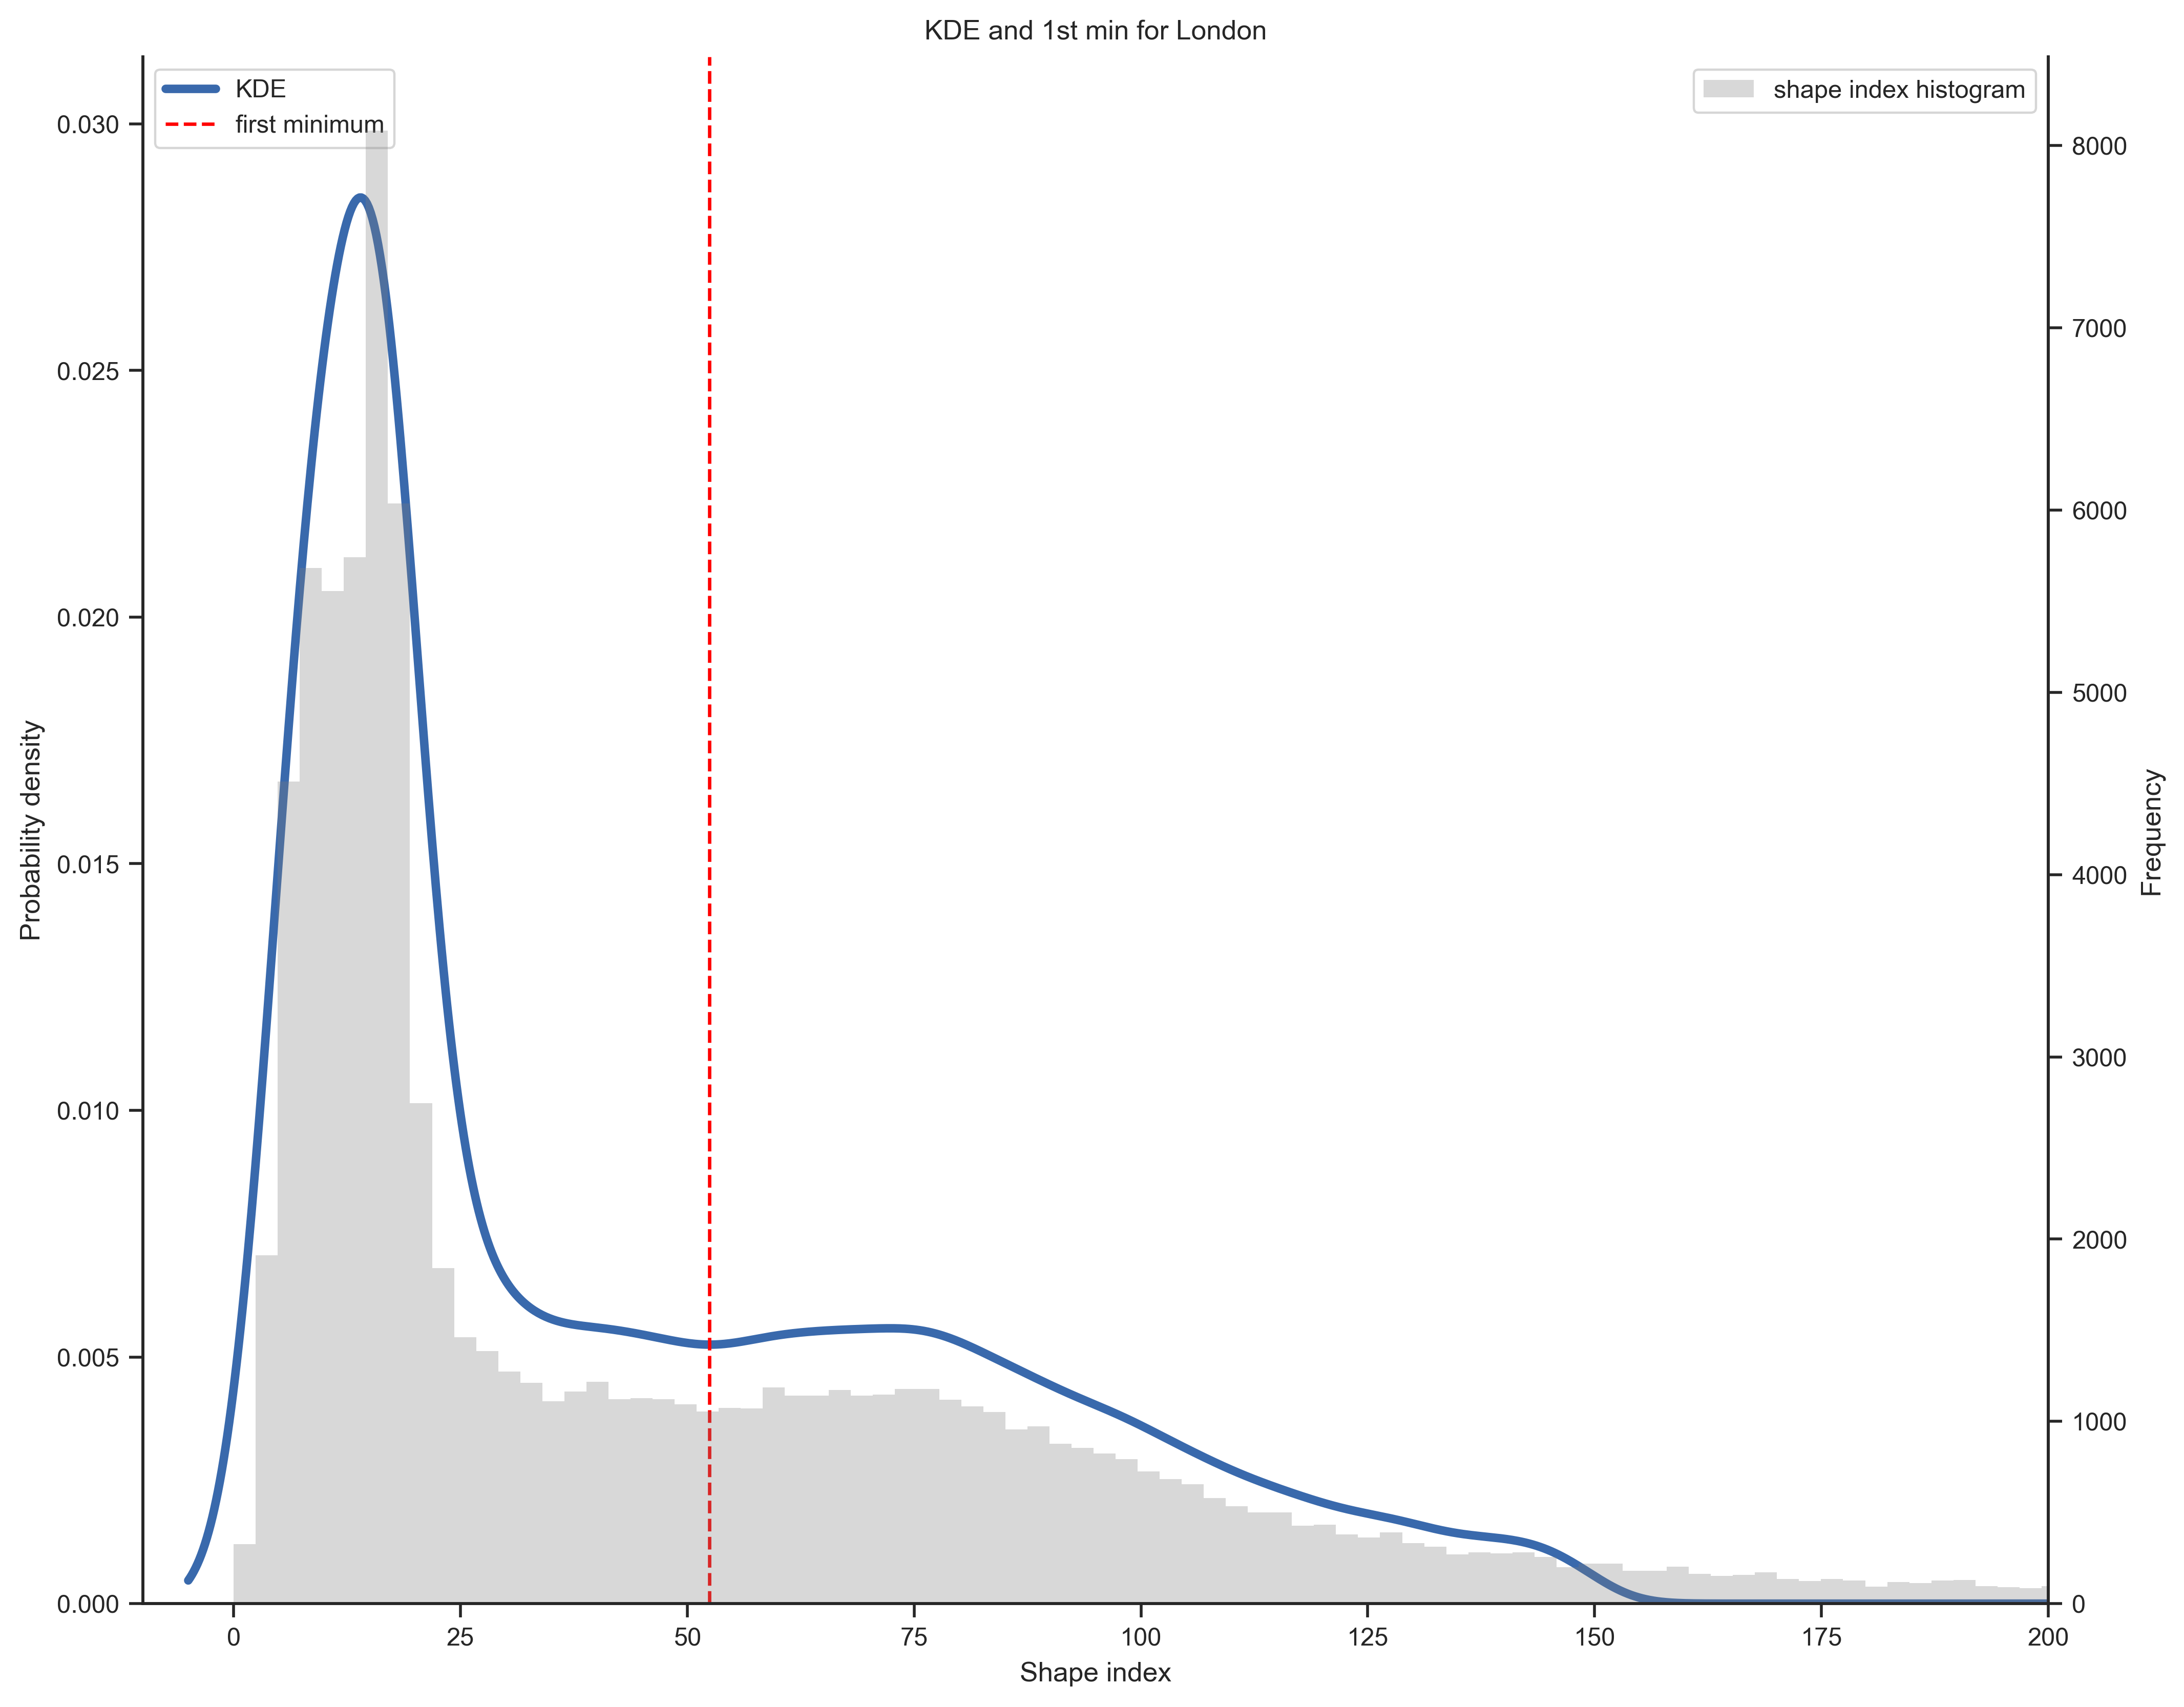 KDE and 1st min for London
KDE
first minimum
shape index histogram
0.030
0.025
0.020
0.015
0.010
0.005
0.000
Probability density
8000
7000
6000
5000
4000
3000
2000
1000
0
Frequency
0 25 50 75 100 125 150 175 200
Shape index